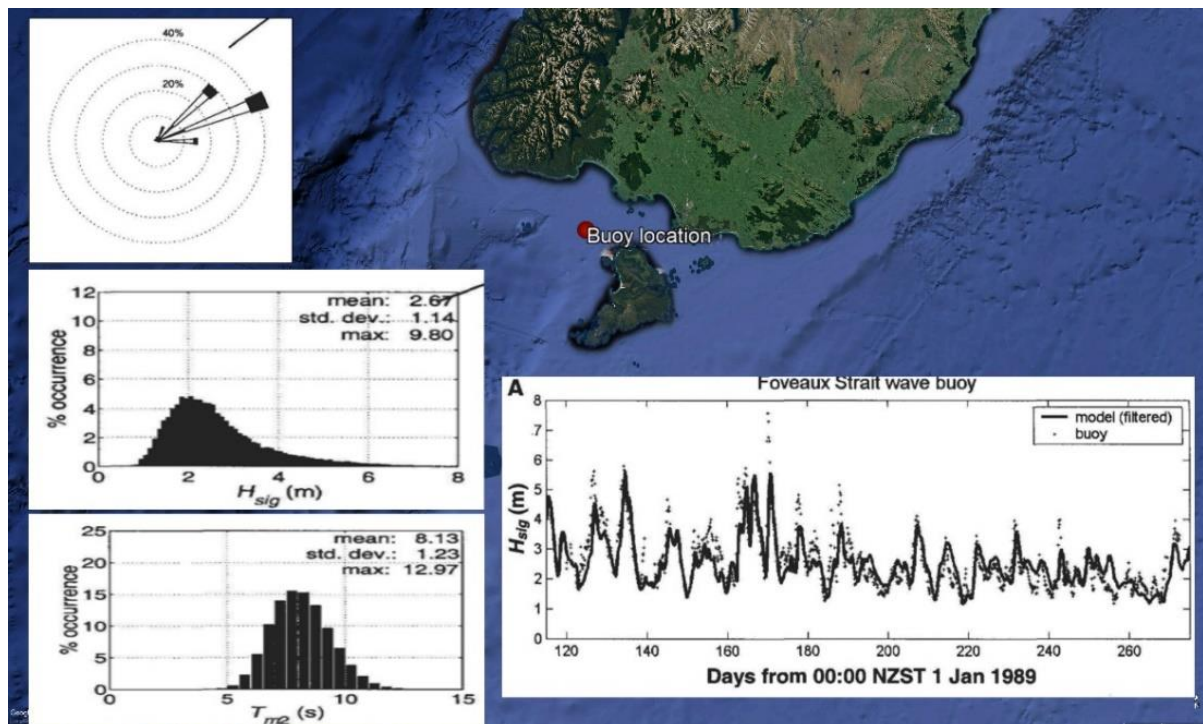 40%
20%
Buoy location
12
10
8
6
4
2
0
mean: 2.67
std. dev.: 1.14
max: 9.80
% occurrence
2 4 6 8
H_sig (m)
25
20
15
10
5
0
mean: 8.13
std. dev.: 1.23
max: 12.97
% occurrence
0 5 10 15
T_m2 (s)
A
Foveaux Strait wave buoy
8
7
6
5
4
3
2
1
0
H_sig (m)
model (filtered)
buoy
120 140 160 180 200 220 240 260
Days from 00:00 NZST 1 Jan 1989